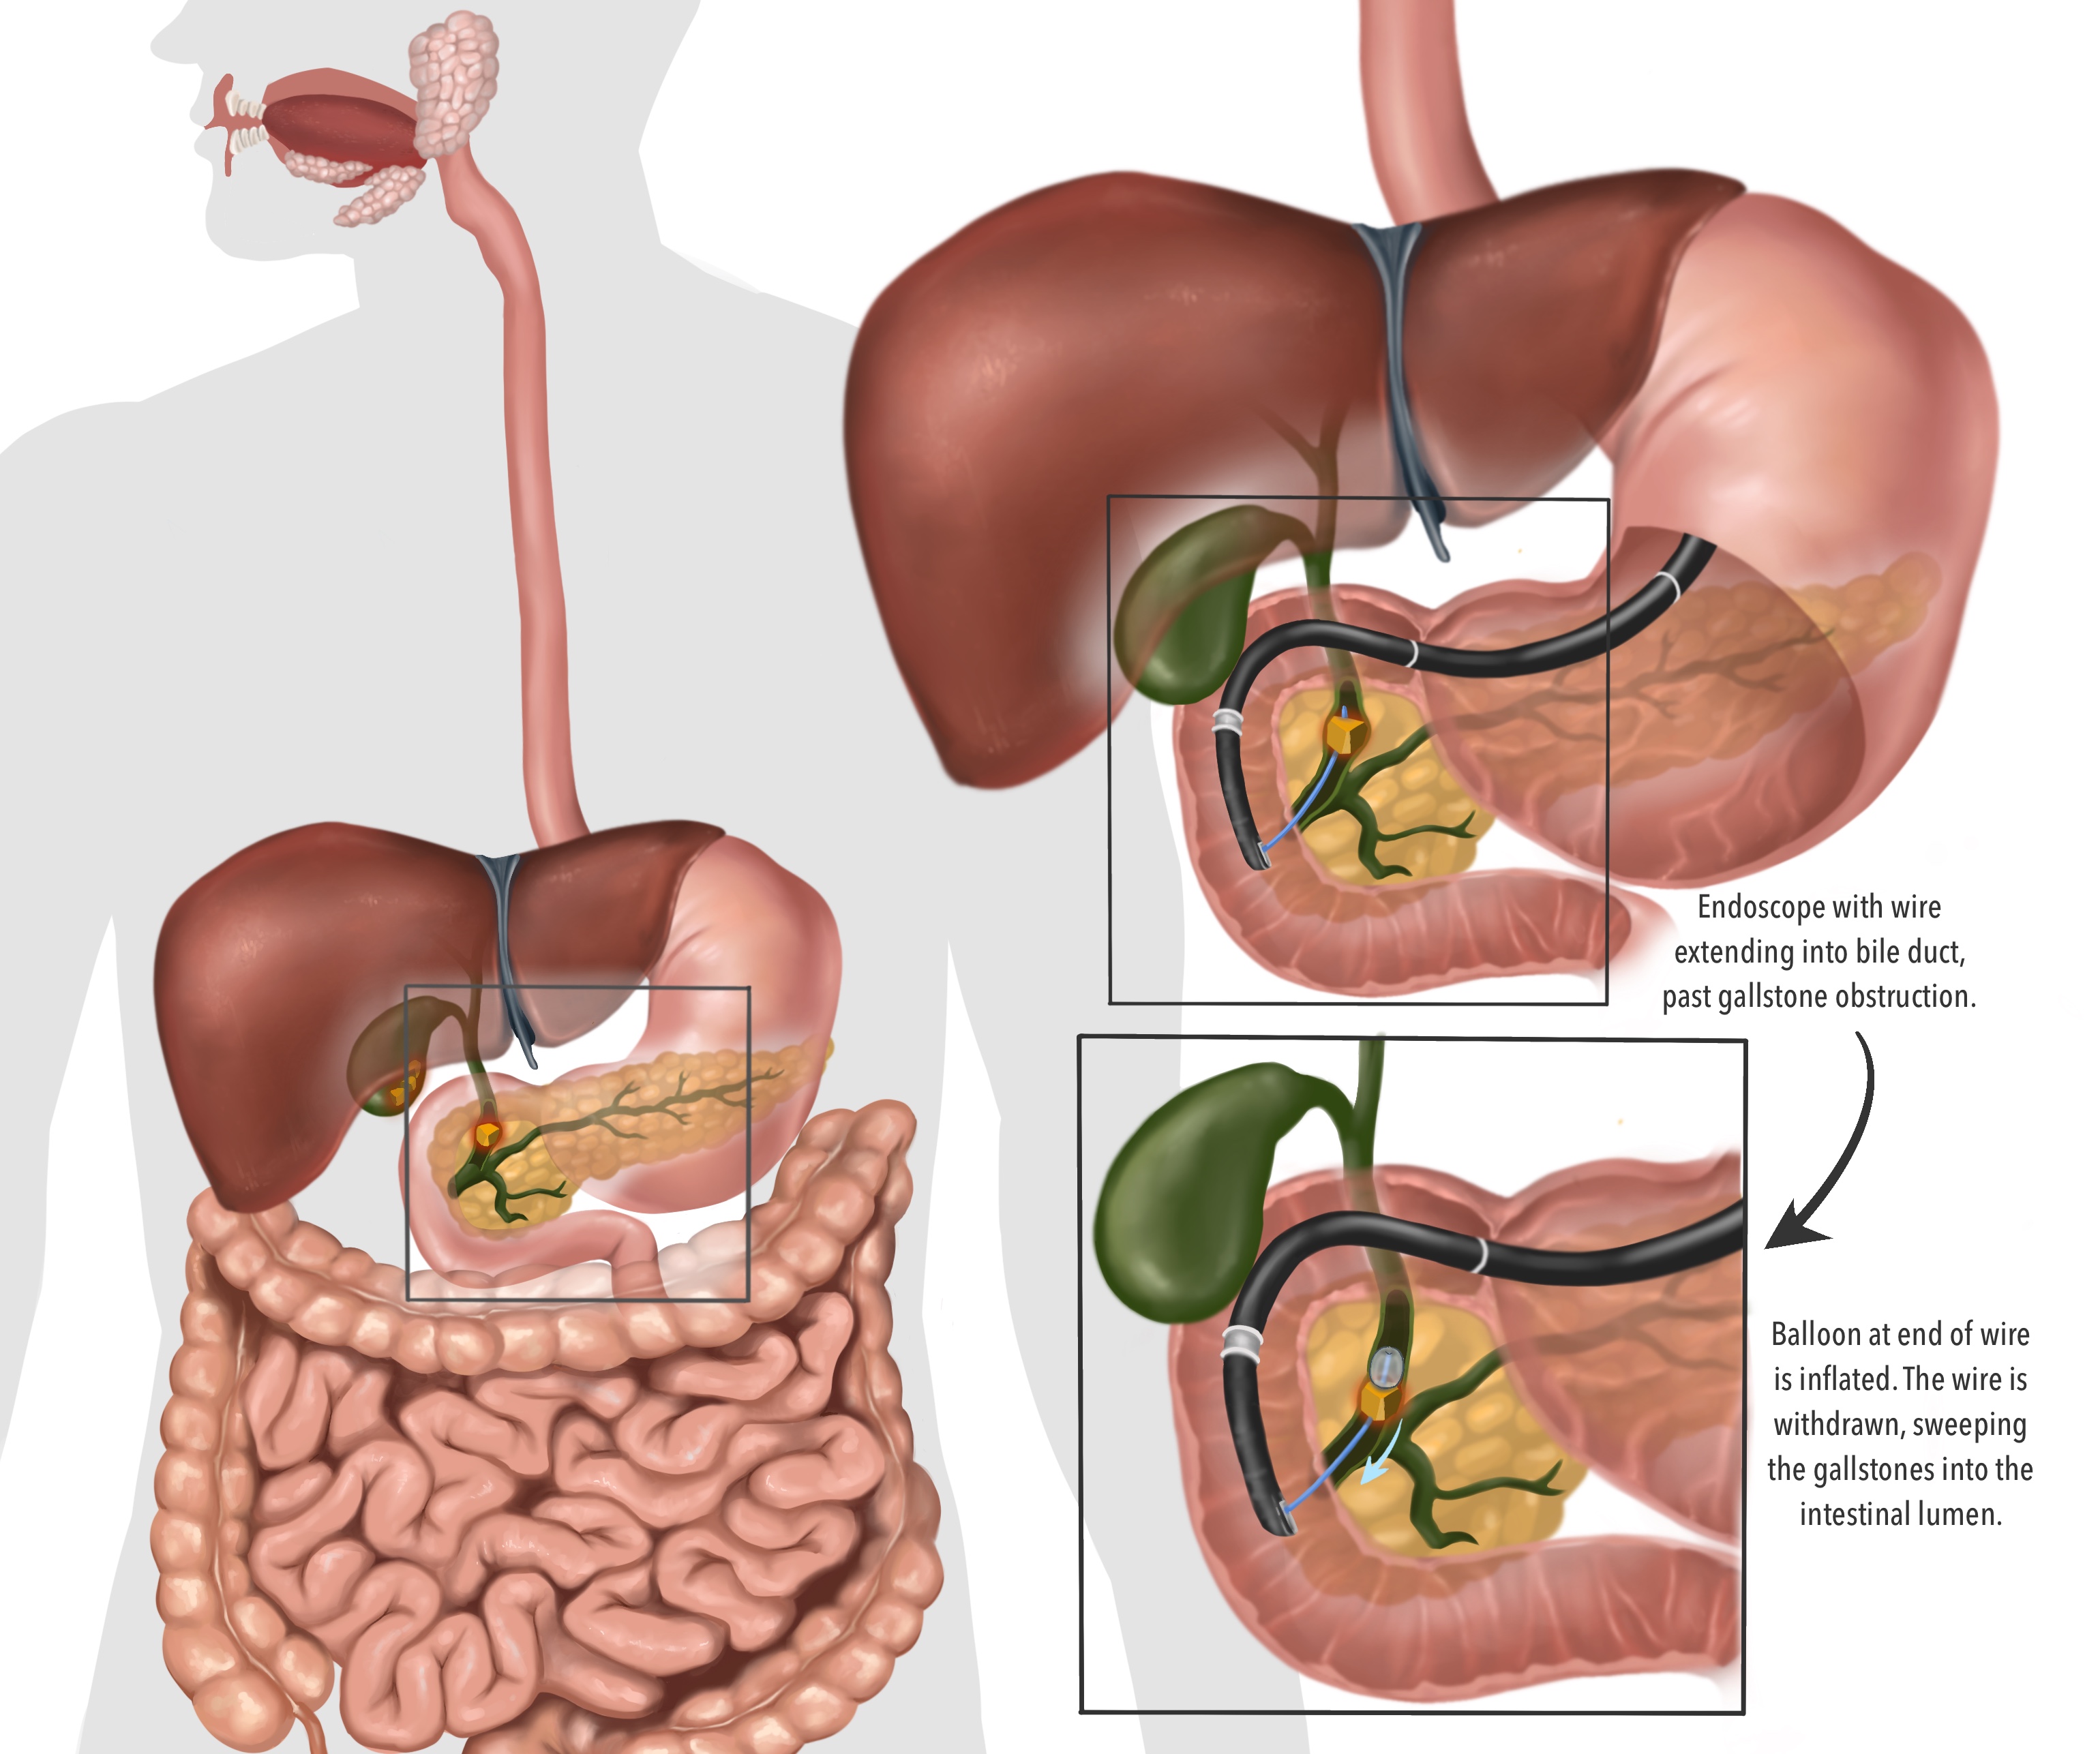 Endoscope with wire
extending into bile duct,
past gallstone obstruction.
Balloon at end of wire
is inflated. The wire is
withdrawn, sweeping
the gallstones into the
intestinal lumen.